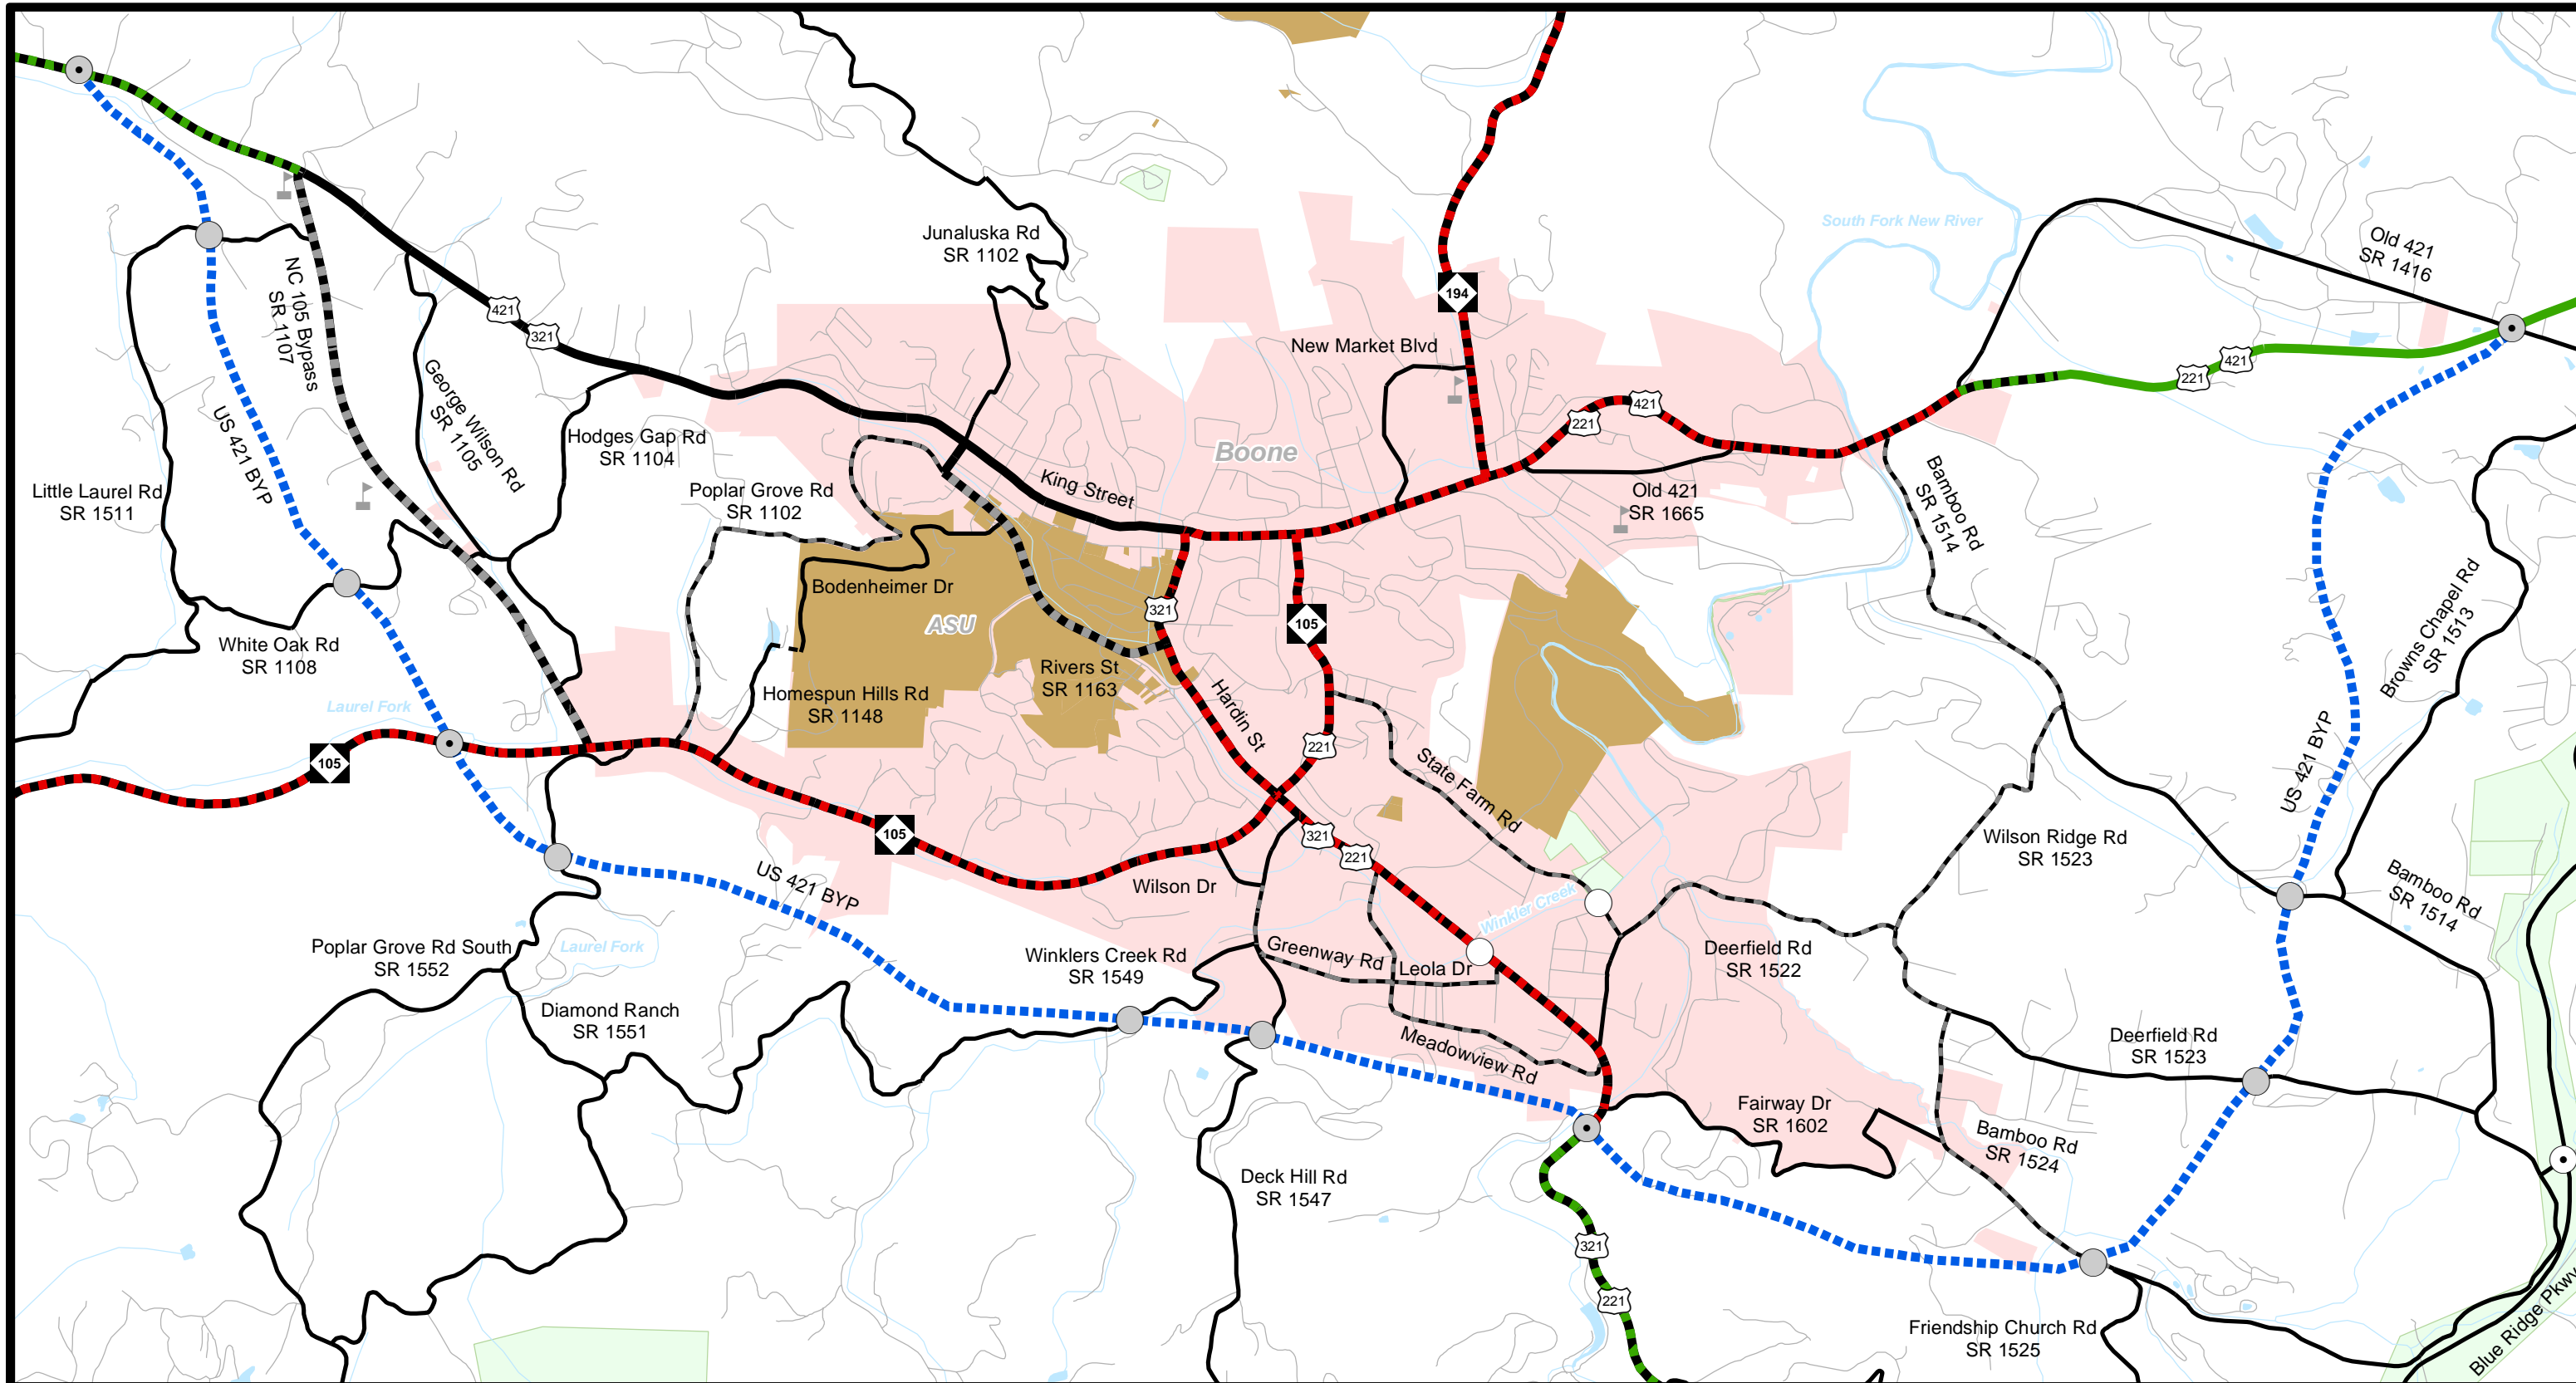 194
South Fork New River
Old 421
SR 1416
Junaluska Rd
SR 1102
NC 105 Bypass
SR 1107
421
321
New Market Blvd
221
421
221
421
George Wilson Rd
SR 1105
US 421 BYP
Hodges Gap Rd
SR 1104
Boone
King Street
Little Laurel Rd
SR 1511
Poplar Grove Rd
SR 1102
Old 421
SR 1665
Bamboo Rd
SR 1514
Bodenheimer Dr
ASU
321
105
White Oak Rd
SR 1108
Rivers St
SR 1163
Homespun Hills Rd
SR 1148
Browns Chapel Rd
SR 1513
Laurel Fork
Hardin St
105
221
State Farm Rd
US 421 BYP
105
321
221
Wilson Ridge Rd
SR 1523
US 421 BYP
Wilson Dr
Winkler Creek
Bamboo Rd
SR 1514
Poplar Grove Rd South
SR 1552
Laurel Fork
Winklers Creek Rd
SR 1549
Greenway Rd
Leola Dr
Deerfield Rd
SR 1522
Diamond Ranch
SR 1551
Meadowview Rd
Deerfield Rd
SR 1523
Fairway Dr
SR 1602
Bamboo Rd
SR 1524
Deck Hill Rd
SR 1547
321
221
Friendship Church Rd
SR 1525
Blue Ridge Pkwy